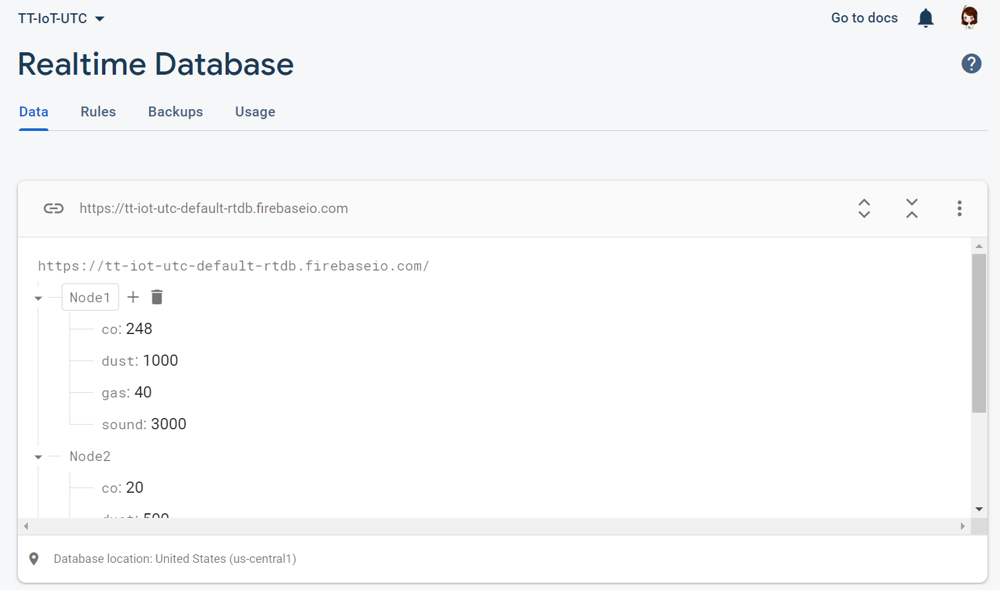 TT-IoT-UTC
Go to docs
Realtime Database
?
Data Rules Backups Usage
https://tt-iot-utc-default-rtdb.firebaseio.com
https://tt-iot-utc-default-rtdb.firebaseio.com/
Node1
co: 248
dust: 1000
gas: 40
sound: 3000
Node2
co: 20
dust: 500
Database location: United States (us-central1)